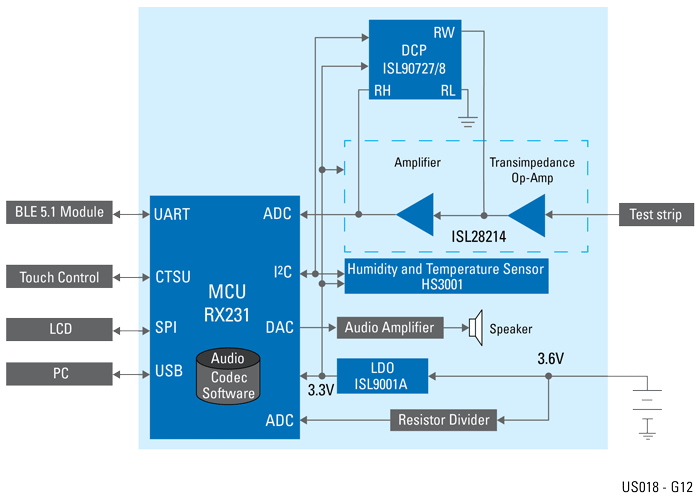 DCP
ISL90727/8
RW
RH
RL
Amplifier
Transimpedance
Op-Amp
ISL28214
Test strip
BLE 5.1 Module
UART
ADC
Touch Control
CTSU
I²C
Humidity and Temperature Sensor
HS3001
MCU
RX231
LCD
SPI
DAC
Audio Amplifier
Speaker
PC
USB
Audio
Codec
Software
3.3V
LDO
ISL9001A
3.6V
ADC
Resistor Divider
US018 - G12